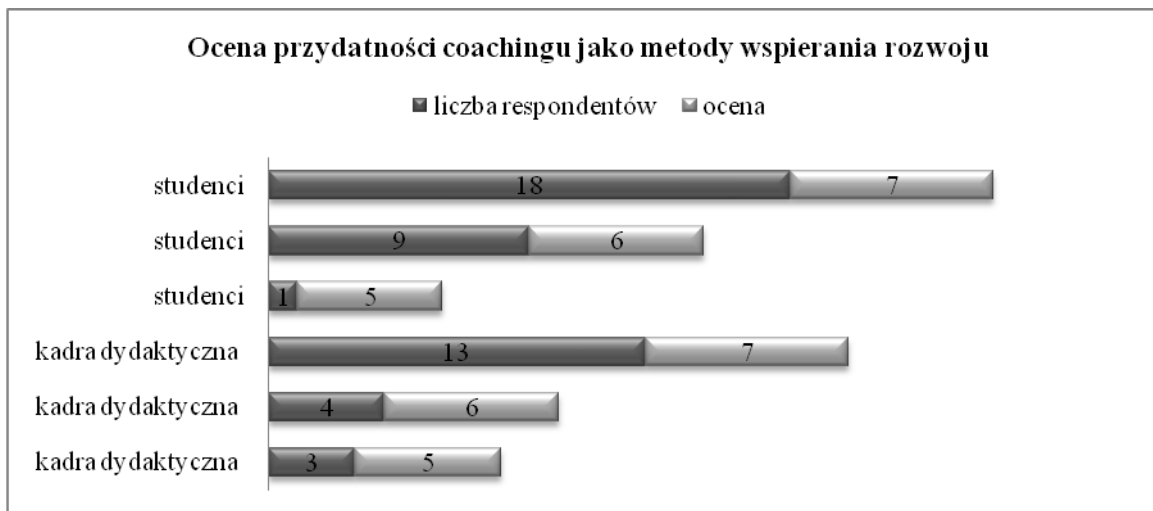 Ocena przydatności coachingu jako metody wspierania rozwoju
liczba respondentów ocena
studenci 18 7
studenci 9 6
studenci 1 5
kadra dydaktyczna 13 7
kadra dydaktyczna 4 6
kadra dydaktyczna 3 5